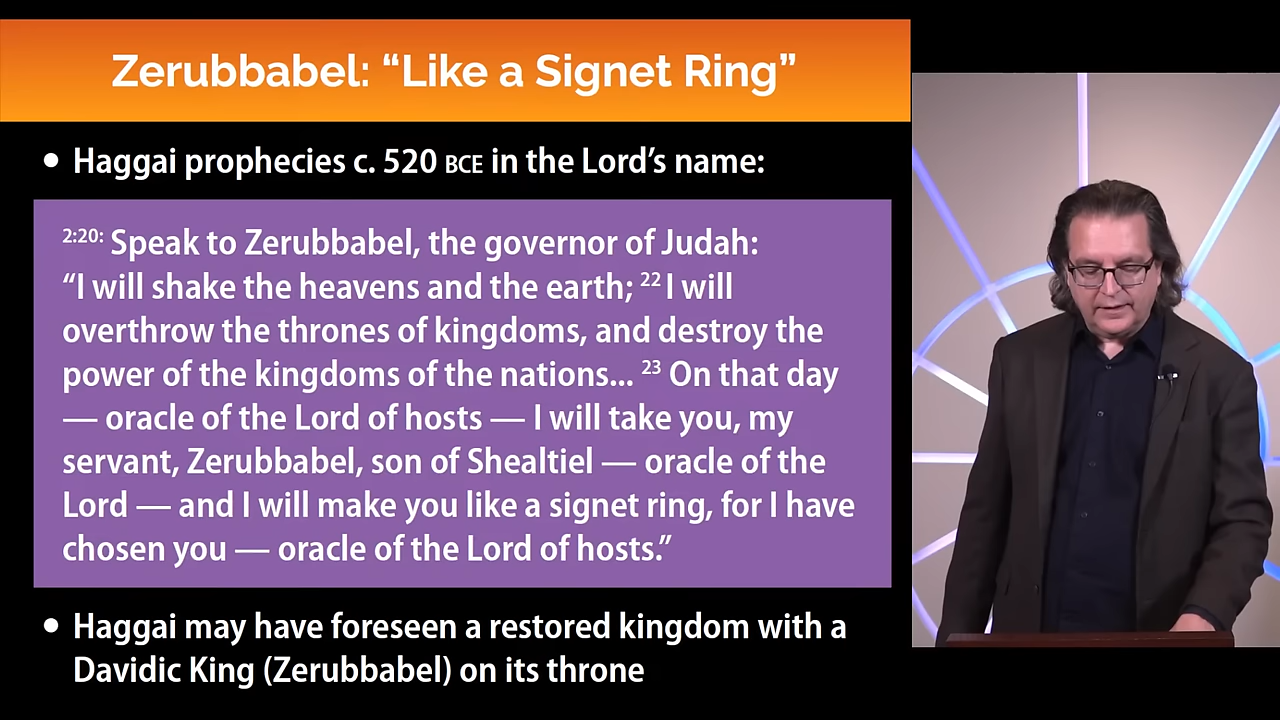 Zerubbabel: “Like a Signet Ring”
• Haggai prophecies c. 520 BCE in the Lord’s name:
2:20: Speak to Zerubbabel, the governor of Judah:
“I will shake the heavens and the earth; 22 I will
overthrow the thrones of kingdoms, and destroy the
power of the kingdoms of the nations... 23 On that day
— oracle of the Lord of hosts — I will take you, my
servant, Zerubbabel, son of Shealtiel — oracle of the
Lord — and I will make you like a signet ring, for I have
chosen you — oracle of the Lord of hosts.”
• Haggai may have foreseen a restored kingdom with a
Davidic King (Zerubbabel) on its throne